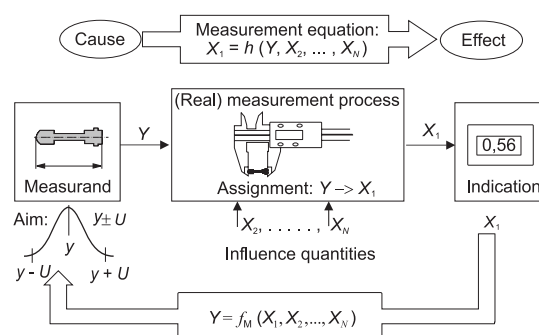 Cause
Measurement equation:
X₁ = h (Y, X₂, ... , X_N)
Effect
(Real) measurement process
Y
X₁
0,56
Measurand
Assignment: Y –> X₁
Indication
Aim:
y ± U
X₂, . . . . . , X_N
X₁
y
Influence quantities
y - U
y + U
Y = f_M (X₁, X₂,..., X_N)